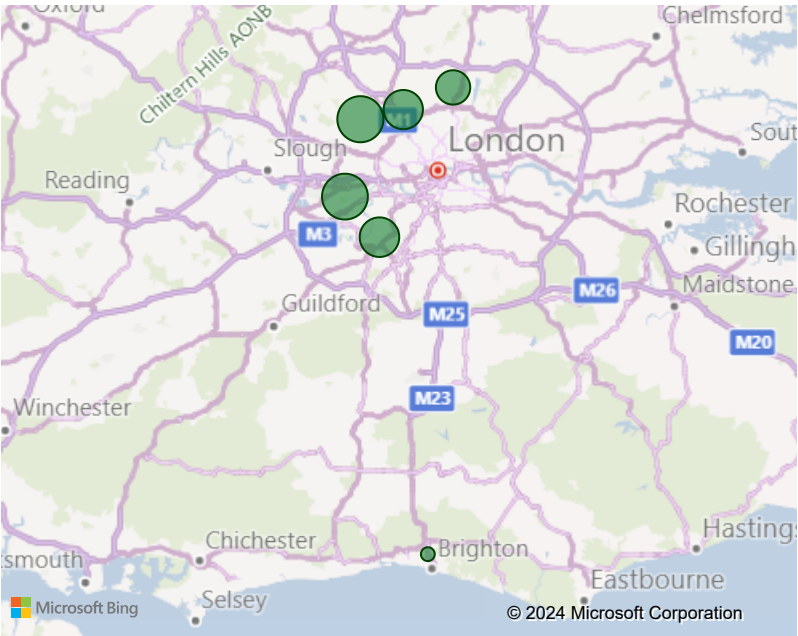 Oxford
Chelmsford
Chiltern Hills AONB
M1
London
Slough
Sout
Reading
Rochester
M3
Gillingh
M26
Maidstone
Guildford
M25
M20
M23
Winchester
Hastings
Chichester
Brighton
tsmouth
Eastbourne
Selsey
Microsoft Bing
© 2024 Microsoft Corporation